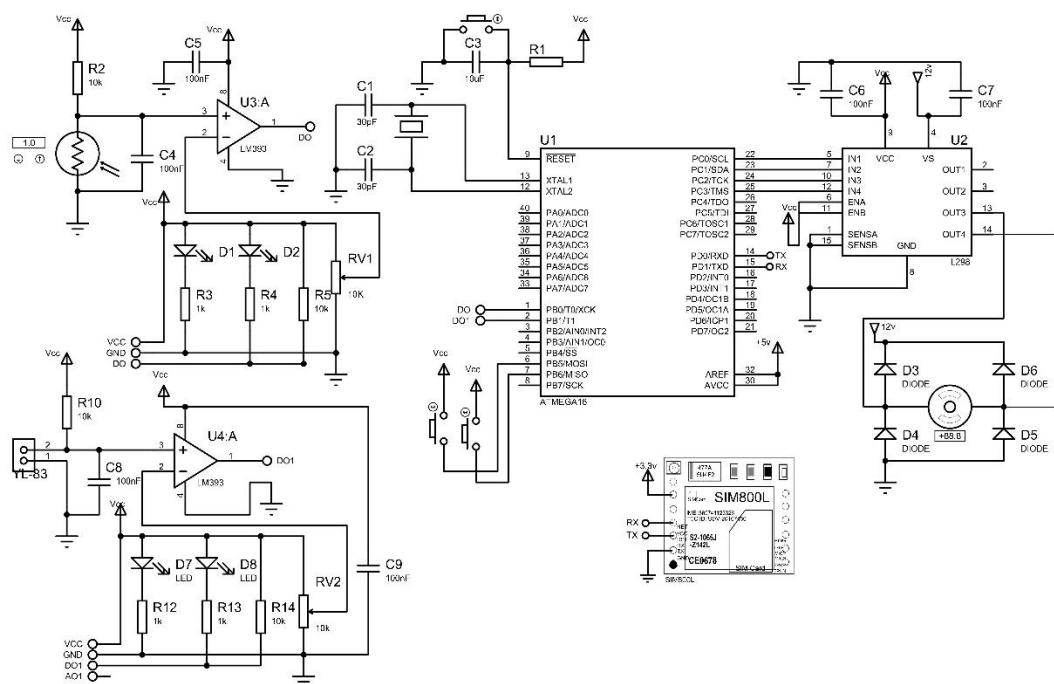 Vcc
R2
10k
1.0
C5
100nF
Vcc
8
U3:A
3
2
1
DO
4
LM393
C4
100nF
Vcc
D1
D2
R3
1k
R4
1k
R5
10k
RV1
10K
VCC
GND
DO
Vcc
R10
10k
2
1
YL-83
C8
100nF
Vcc
8
U4:A
3
2
1
DO1
4
LM393
Vcc
D7
LED
D8
LED
R12
1k
R13
1k
R14
10k
RV2
10k
C9
100nF
VCC
GND
DO1
AO1
C3
10uF
R1
Vcc
C1
30pF
C2
30pF
U1
9 RESET
13 XTAL1
12 XTAL2
40 PA0/ADC0
39 PA1/ADC1
38 PA2/ADC2
37 PA3/ADC3
36 PA4/ADC4
35 PA5/ADC5
34 PA6/ADC6
33 PA7/ADC7
DO 1 PB0/T0/XCK
DO1 2 PB1/T1
3 PB2/AIN0/INT2
4 PB3/AIN1/OC0
5 PB4/SS
6 PB5/MOSI
7 PB6/MISO
8 PB7/SCK
PC0/SCL 22
PC1/SDA 23
PC2/TCK 24
PC3/TMS 25
PC4/TDO 26
PC5/TDI 27
PC6/TOSC1 28
PC7/TOSC2 29
PD0/RXD 14 TX
PD1/TXD 15 RX
PD2/INT0 16
PD3/INT1 17
PD4/OC1B 18
PD5/OC1A 19
PD6/ICP1 20
PD7/OC2 21
AREF 32
AVCC 30
+5v
ATMEGA16
Vcc
Vcc
C6
100nF
Vcc
12v
C7
100nF
U2
9
4
VCC
VS
5 IN1
7 IN2
10 IN3
12 IN4
6 ENA
11 ENB
Vcc
1 SENSA
15 SENSB
GND
8
OUT1 2
OUT2 3
OUT3 13
OUT4 14
L298
12v
D3
DIODE
D4
DIODE
D6
DIODE
D5
DIODE
+88.8
+3.3v
477A
SIM800L
RX
TX
S2-1065J
-Z142L
CE0678
SIM Card
SIM800L